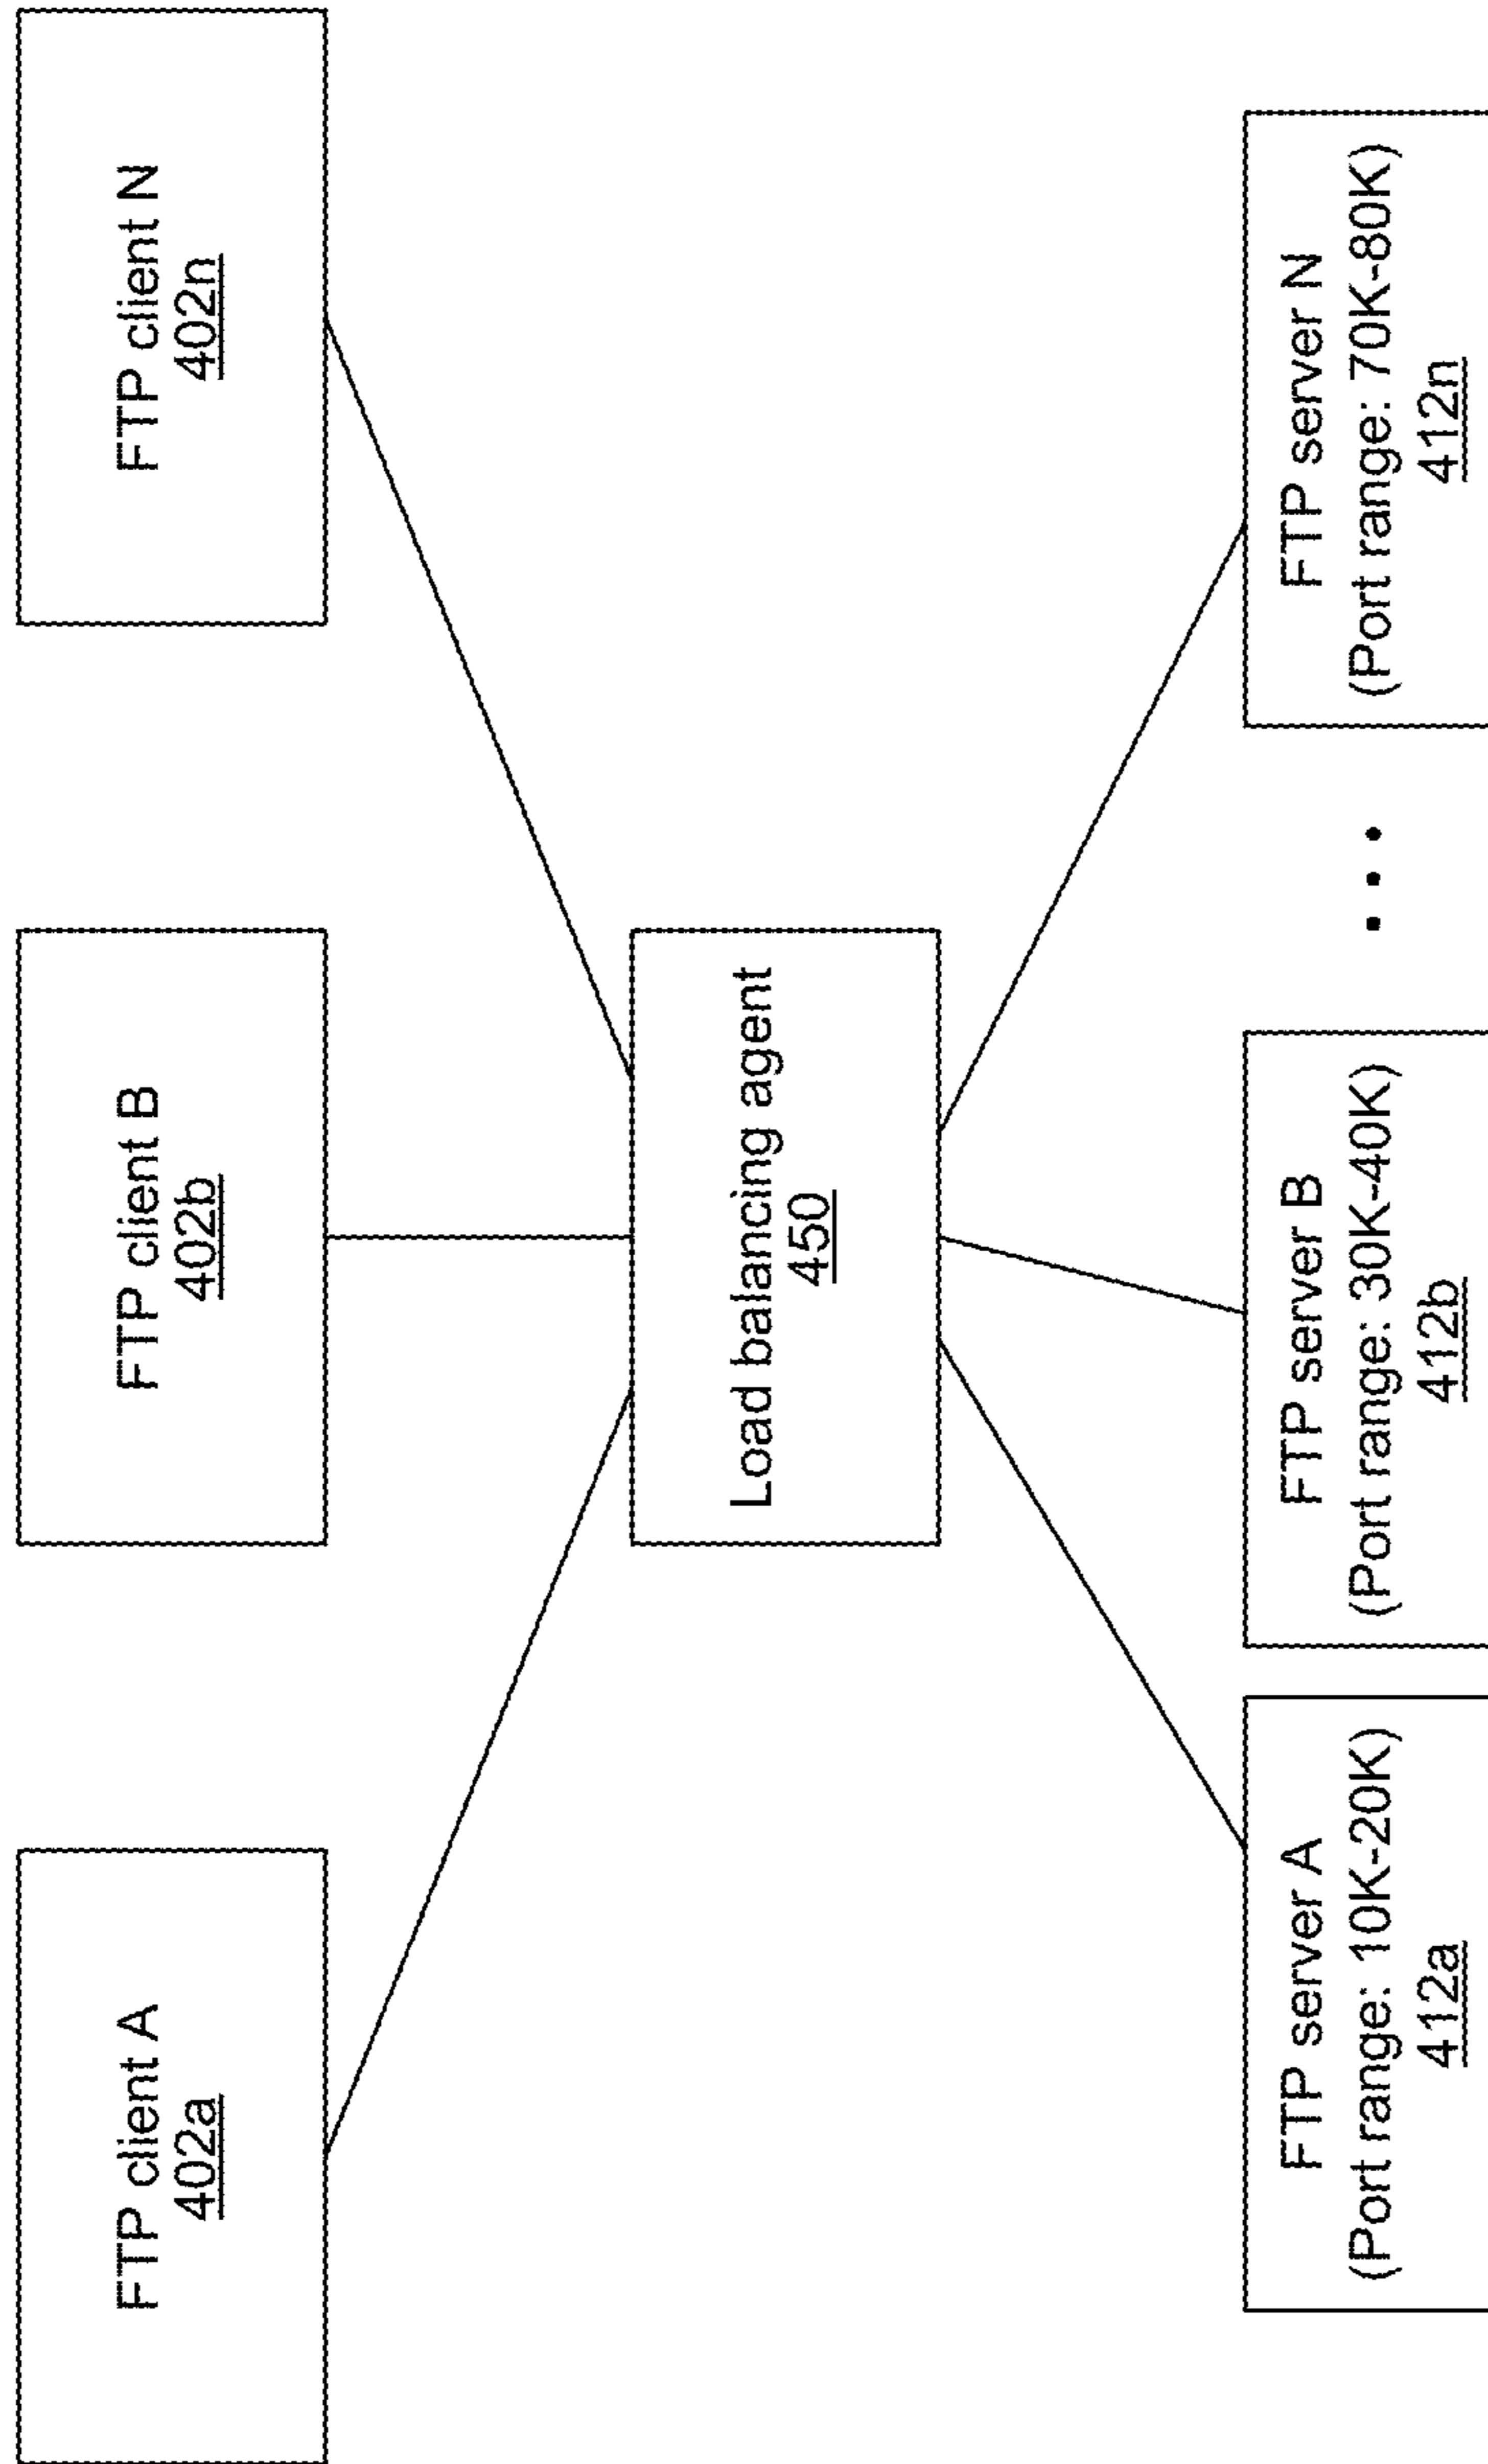 FTP client A
402a
FTP client B
402b
FTP client N
402n
Load balancing agent
450
FTP server A
(Port range: 10K-20K)
412a
FTP server B
(Port range: 30K-40K)
412b
• • •
FTP server N
(Port range: 70K-80K)
412n